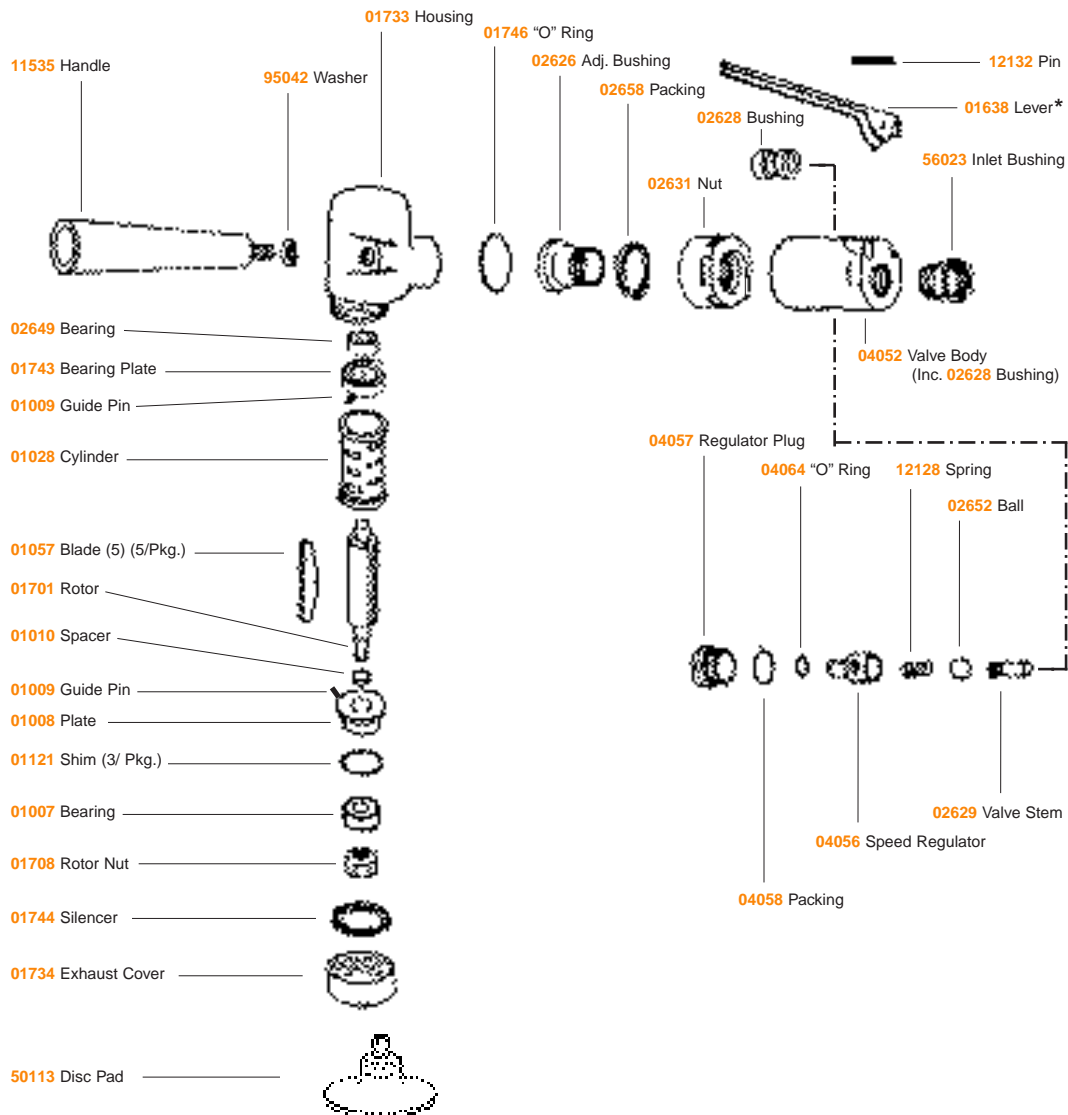 01733 Housing
01746 “O” Ring
11535 Handle
95042 Washer
02626 Adj. Bushing
02658 Packing
12132 Pin
01638 Lever*
02628 Bushing
56023 Inlet Bushing
02631 Nut
02649 Bearing
01743 Bearing Plate
01009 Guide Pin
01028 Cylinder
04052 Valve Body
(Inc. 02628 Bushing)
04057 Regulator Plug
04064 “O” Ring
12128 Spring
02652 Ball
01057 Blade (5) (5/Pkg.)
01701 Rotor
01010 Spacer
01009 Guide Pin
01008 Plate
01121 Shim (3/ Pkg.)
01007 Bearing
01708 Rotor Nut
01744 Silencer
01734 Exhaust Cover
50113 Disc Pad
02629 Valve Stem
04056 Speed Regulator
04058 Packing